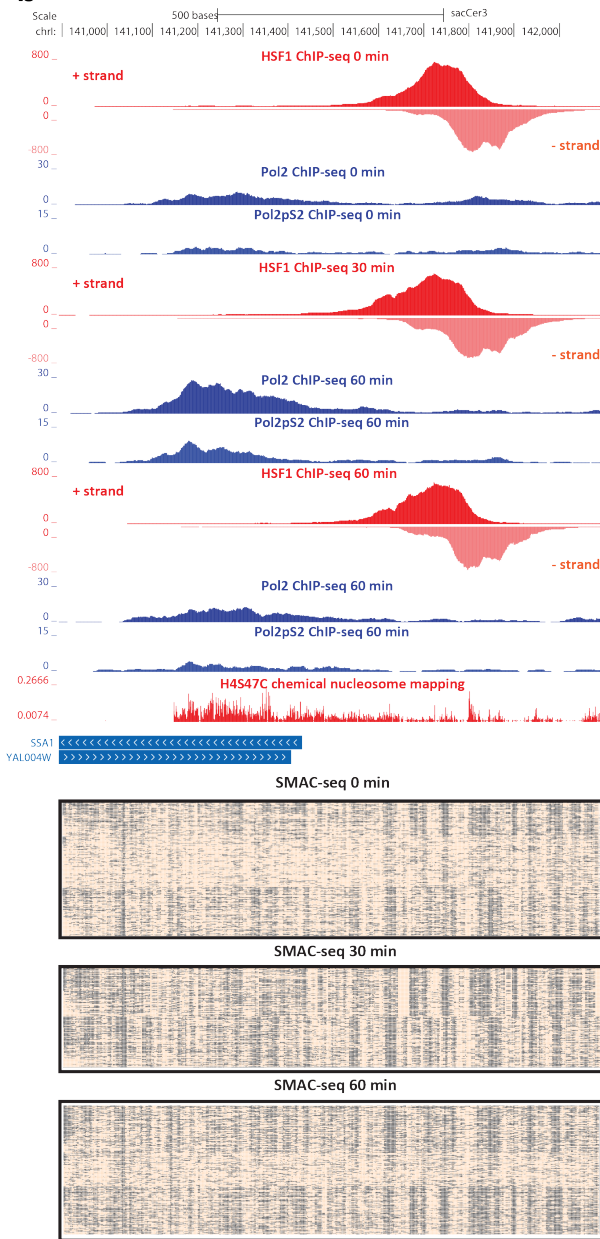 Scale 500 bases sacCer3
chrI: 141,000 141,100 141,200 141,300 141,400 141,500 141,600 141,700 141,800 141,900 142,000
HSF1 ChIP-seq 0 min
800 _
+ strand
0 _
0 _
-800 _
- strand
30 _
Pol2 ChIP-seq 0 min
0 _
15 _
Pol2pS2 ChIP-seq 0 min
0 _
800 _
HSF1 ChIP-seq 30 min
+ strand
0 _
0 _
-800 _
- strand
30 _
Pol2 ChIP-seq 60 min
0 _
15 _
Pol2pS2 ChIP-seq 60 min
0 _
800 _
HSF1 ChIP-seq 60 min
+ strand
0 _
0 _
-800 _
- strand
30 _
Pol2 ChIP-seq 60 min
0 _
15 _
Pol2pS2 ChIP-seq 60 min
0 _
0.2666 _
H4S47C chemical nucleosome mapping
0.0074 _
SSA1
YAL004W
SMAC-seq 0 min
SMAC-seq 30 min
SMAC-seq 60 min